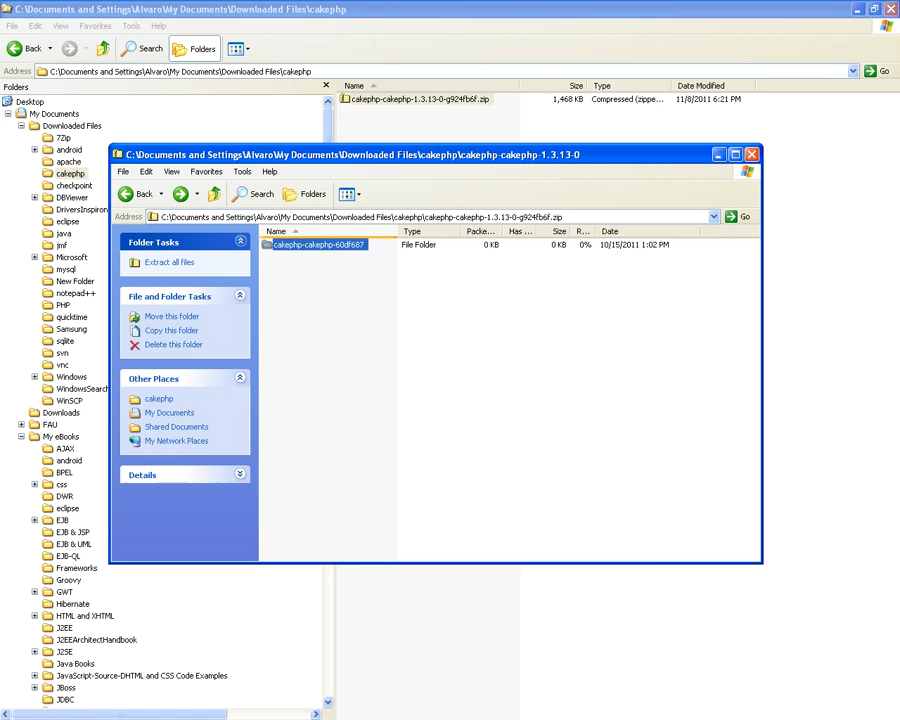 C:\Documents and Settings\Alvaro\My Documents\Downloaded Files\cakephp
File Edit View Favorites Tools Help
Back Search Folders
Address C:\Documents and Settings\Alvaro\My Documents\Downloaded Files\cakephp Go
Folders
Name Size Type Date Modified
cakephp-cakephp-1.3.13-0-g924fb6f.zip 1,468 KB Compressed (zippe... 11/8/2011 6:21 PM
Desktop
My Documents
Downloaded Files
7Zip
android
apache
cakephp
checkpoint
DBViewer
DriversInspiron
eclipse
java
jmf
Microsoft
mysql
New Folder
notepad++
PHP
quicktime
Samsung
sqlite
svn
vnc
Windows
WindowsSearch
WinSCP
Downloads
FAU
My eBooks
AJAX
android
BPEL
css
DWR
eclipse
EJB
EJB & JSP
EJB & UML
EJB-QL
Frameworks
Groovy
GWT
Hibernate
HTML and XHTML
J2EE
J2EEArchitectHandbook
J2SE
Java Books
JavaScript-Source-DHTML and CSS Code Examples
JBoss
JDBC
C:\Documents and Settings\Alvaro\My Documents\Downloaded Files\cakephp\cakephp-cakephp-1.3.13-0
File Edit View Favorites Tools Help
Back Search Folders
Address C:\Documents and Settings\Alvaro\My Documents\Downloaded Files\cakephp\cakephp-cakephp-1.3.13-0-g924fb6f.zip Go
Folder Tasks
Extract all files
File and Folder Tasks
Move this folder
Copy this folder
Delete this folder
Other Places
cakephp
My Documents
Shared Documents
My Network Places
Details
Name Type Packe... Has ... Size R... Date
cakephp-cakephp-60df687 File Folder 0 KB 0 KB 0% 10/15/2011 1:02 PM